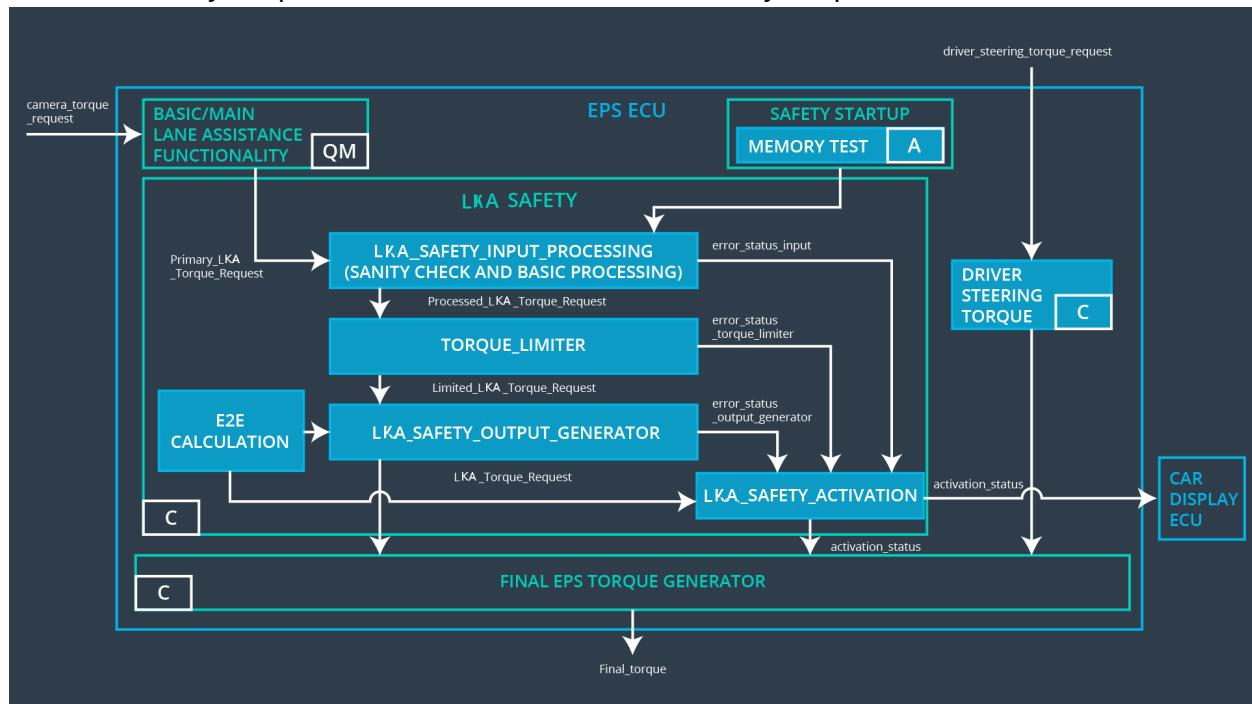 driver_steering_torque_request
camera_torque
_request
EPS ECU
BASIC/MAIN
LANE ASSISTANCE
FUNCTIONALITY
QM
SAFETY STARTUP
MEMORY TEST
A
LKA SAFETY
Primary_LKA
_Torque_Request
LKA_SAFETY_INPUT_PROCESSING
(SANITY CHECK AND BASIC PROCESSING)
error_status_input
Processed_LKA_Torque_Request
DRIVER
STEERING
TORQUE
C
TORQUE_LIMITER
error_status
_torque_limiter
Limited_LKA_Torque_Request
E2E
CALCULATION
LKA_SAFETY_OUTPUT_GENERATOR
error_status
_output_generator
LKA_Torque_Request
LKA_SAFETY_ACTIVATION
activation_status
CAR
DISPLAY
ECU
C
activation_status
FINAL EPS TORQUE GENERATOR
C
Final_torque